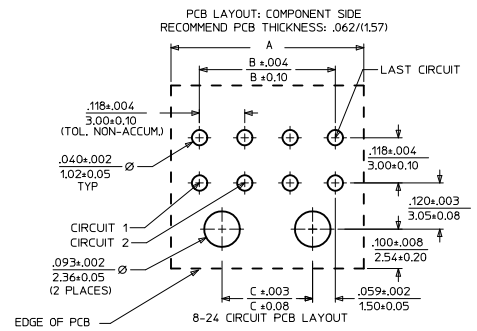 PCB LAYOUT: COMPONENT SIDE
RECOMMEND PCB THICKNESS: .062/(1.57)
A
B ±.004
B ±0.10
LAST CIRCUIT
.118±.004
3.00±0.10
(TOL. NON-ACCUM.)
.040±.002
1.02±0.05
Ø
TYP
.118±.004
3.00±0.10
.120±.003
3.05±0.08
CIRCUIT 1
CIRCUIT 2
.093±.002
2.36±0.05
Ø
(2 PLACES)
.100±.008
2.54±0.20
C ±.003
C ±0.08
.059±.002
1.50±0.05
EDGE OF PCB
8-24 CIRCUIT PCB LAYOUT